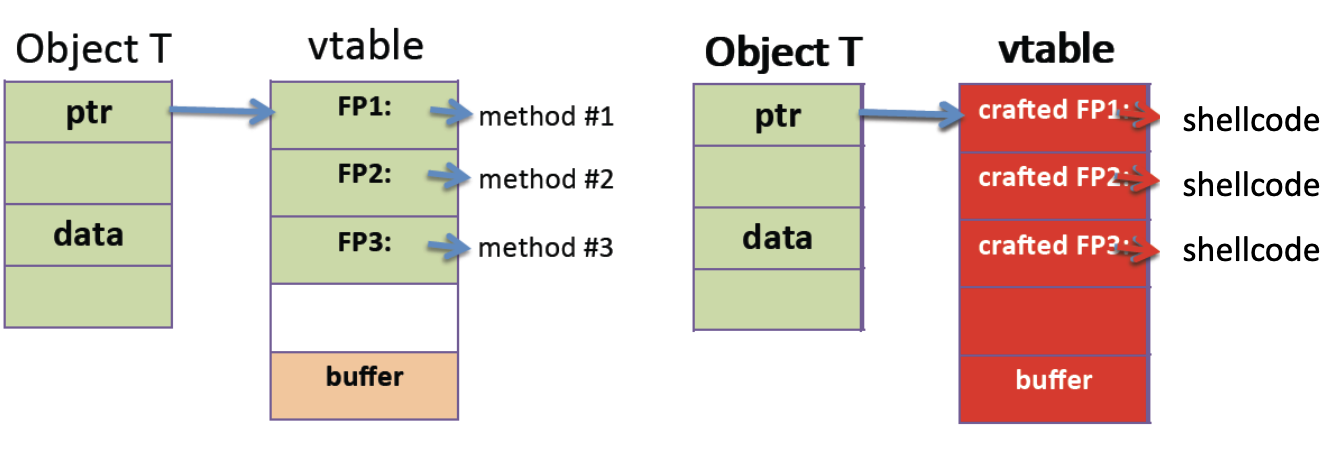 Object T
vtable
ptr
FP1:
method #1
FP2:
method #2
data
FP3:
method #3
buffer
Object T
vtable
ptr
crafted FP1:
shellcode
crafted FP2:
shellcode
data
crafted FP3:
shellcode
buffer